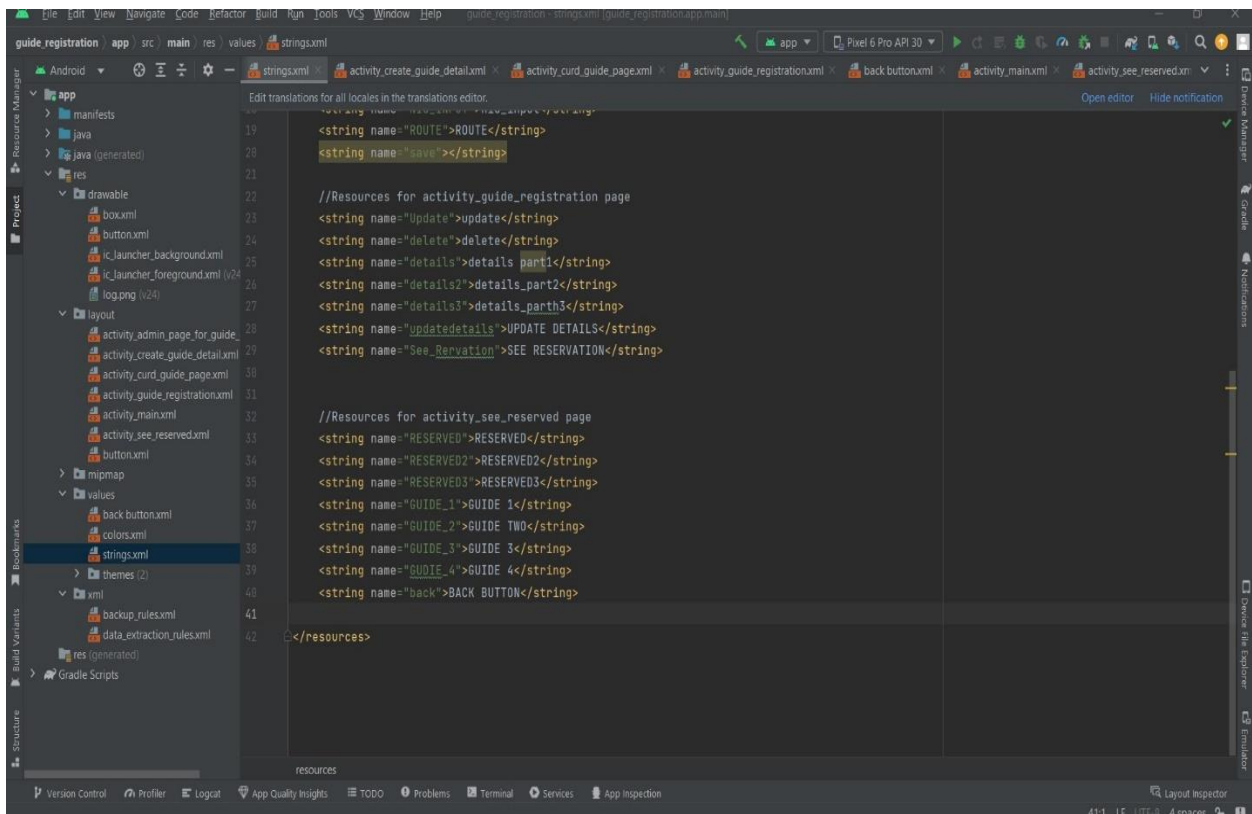 File Edit View Navigate Code Refactor Build Run Tools VCS Window Help guide_registration - strings.xml [guide_registration.app.main]
guide_registration app src main res values strings.xml
app Pixel 6 Pro API 30
Android
strings.xml activity_create_guide_detail.xml activity_curd_guide_page.xml activity_guide_registration.xml back button.xml activity_main.xml activity_see_reserved.xm
Edit translations for all locales in the translations editor. Open editor Hide notification
Resource Manager
Project
Bookmarks
Build Variants
Structure
app
manifests
java
java (generated)
res
drawable
box.xml
button.xml
ic_launcher_background.xml
ic_launcher_foreground.xml (v24
log.png (v24)
layout
activity_admin_page_for_guide_
activity_create_guide_detail.xml
activity_curd_guide_page.xml
activity_guide_registration.xml
activity_main.xml
activity_see_reserved.xml
button.xml
mipmap
values
back button.xml
colors.xml
strings.xml
themes (2)
xml
backup_rules.xml
data_extraction_rules.xml
res (generated)
Gradle Scripts
19 <string name="ROUTE">ROUTE</string>
20 <string name="save"></string>
21
22 //Resources for activity_guide_registration page
23 <string name="Update">update</string>
24 <string name="delete">delete</string>
25 <string name="details">details part1</string>
26 <string name="details2">details_part2</string>
27 <string name="details3">details_parth3</string>
28 <string name="updatedetails">UPDATE DETAILS</string>
29 <string name="See_Rervation">SEE RESERVATION</string>
30
31
32 //Resources for activity_see_reserved page
33 <string name="RESERVED">RESERVED</string>
34 <string name="RESERVED2">RESERVED2</string>
35 <string name="RESERVED3">RESERVED3</string>
36 <string name="GUIDE_1">GUIDE 1</string>
37 <string name="GUIDE_2">GUIDE TWO</string>
38 <string name="GUIDE_3">GUIDE 3</string>
39 <string name="GUDIE_4">GUIDE 4</string>
40 <string name="back">BACK BUTTON</string>
41
42 </resources>
resources
Device Manager
Gradle
Notifications
Device File Explorer
Emulator
Version Control Profiler Logcat App Quality Insights TODO Problems Terminal Services App Inspection Layout Inspector
41:1 LF UTF-8 4 spaces